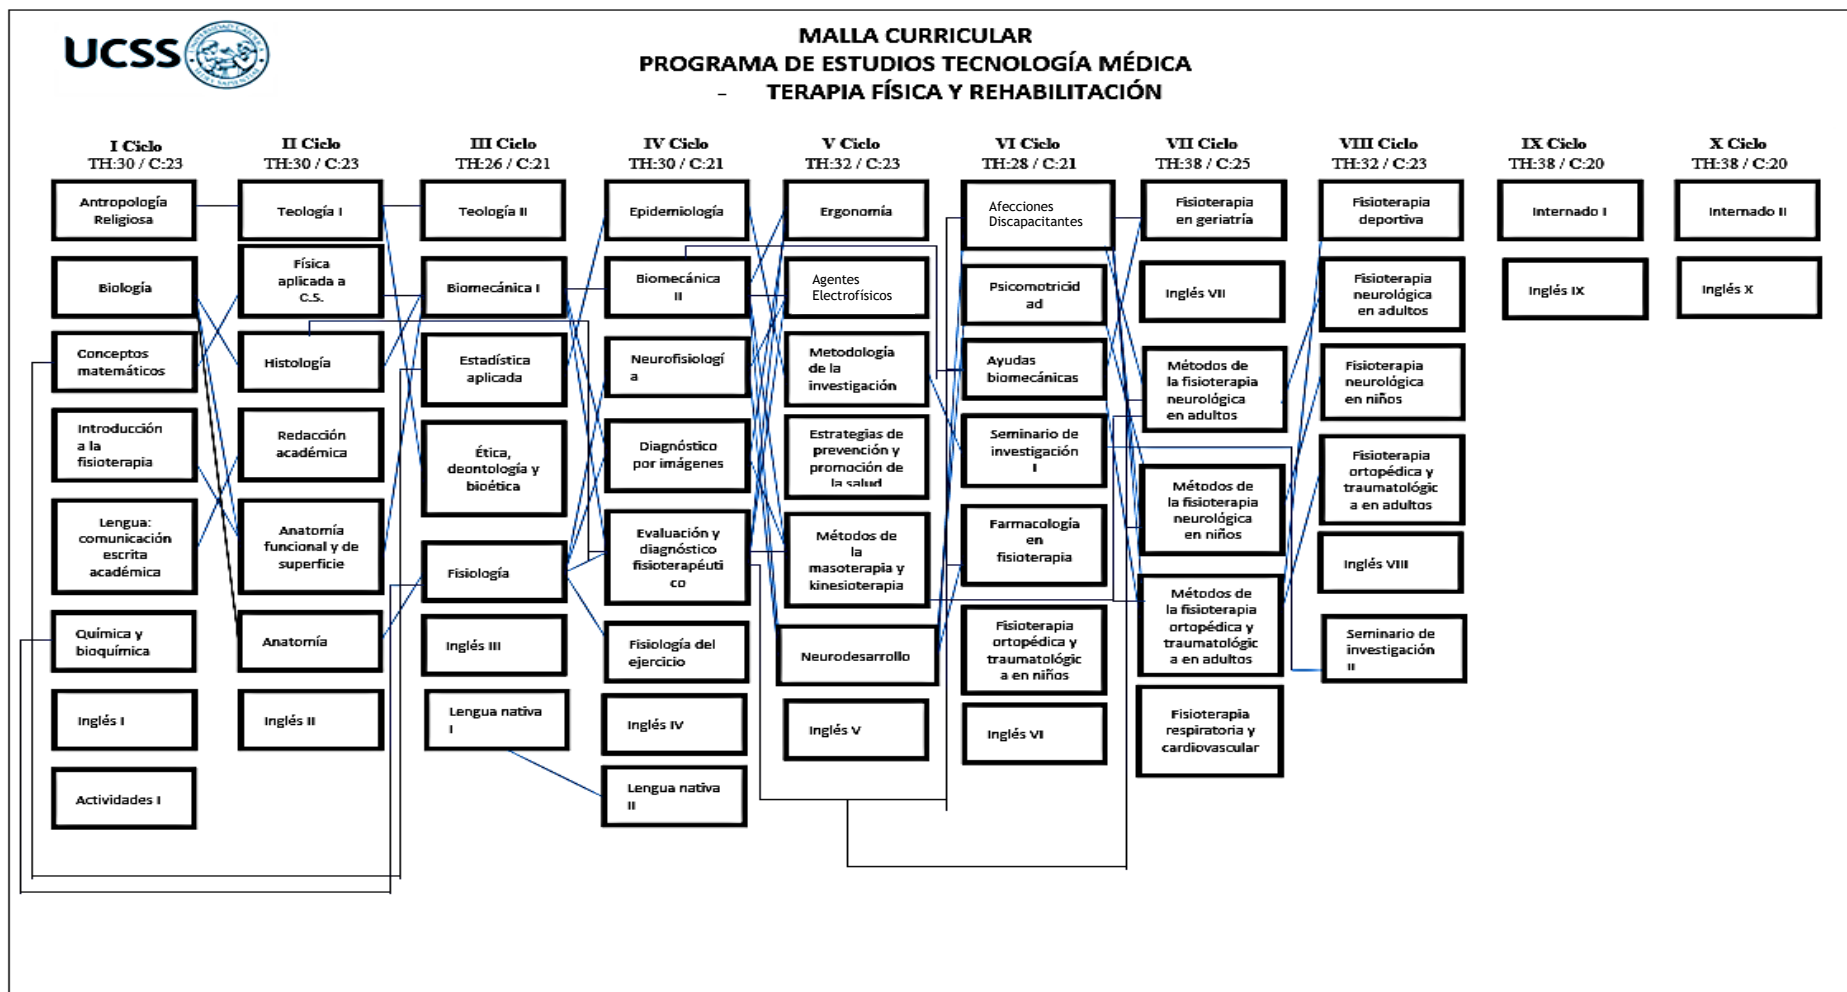 UCSS
MALLA CURRICULAR
PROGRAMA DE ESTUDIOS TECNOLOGÍA MÉDICA
- TERAPIA FÍSICA Y REHABILITACIÓN
I Ciclo
TH:30 / C:23
Antropología
Religiosa
Biología
Conceptos
matemáticos
Introducción
a la
fisioterapia
Lengua:
comunicación
escrita
académica
Química y
bioquímica
Inglés I
Actividades I
II Ciclo
TH:30 / C:23
Teología I
Física
aplicada a
C.S.
Histología
Redacción
académica
Anatomía
funcional y de
superficie
Anatomía
Inglés II
III Ciclo
TH:26 / C:21
Teología II
Biomecánica I
Estadística
aplicada
Ética,
deontología y
bioética
Fisiología
Inglés III
Lengua nativa
I
IV Ciclo
TH:30 / C:21
Epidemiología
Biomecánica
II
Neurofisiologí
a
Diagnóstico
por imágenes
Evaluación y
diagnóstico
fisioterapéuti
co
Fisiología del
ejercicio
Inglés IV
Lengua nativa
II
V Ciclo
TH:32 / C:23
Ergonomía
Agentes
Electrofísicos
Metodología
de la
investigación
Estrategias de
prevención y
promoción de
la salud
Métodos de
la
masoterapia y
kinesioterapia
Neurodesarrollo
Inglés V
VI Ciclo
TH:28 / C:21
Afecciones
Discapacitantes
Psicomotricid
ad
Ayudas
biomecánicas
Seminario de
investigación
I
Farmacología
en
fisioterapia
Fisioterapia
ortopédica y
traumatológic
a en niños
Inglés VI
VII Ciclo
TH:38 / C:25
Fisioterapia
en geriatría
Inglés VII
Métodos de
la fisioterapia
neurológica
en adultos
Métodos de
la fisioterapia
neurológica
en niños
Métodos de
la fisioterapia
ortopédica y
traumatológic
a en adultos
Fisioterapia
respiratoria y
cardiovascular
VIII Ciclo
TH:32 / C:23
Fisioterapia
deportiva
Fisioterapia
neurológica
en adultos
Fisioterapia
neurológica
en niños
Fisioterapia
ortopédica y
traumatológic
a en adultos
Inglés VIII
Seminario de
investigación
II
IX Ciclo
TH:38 / C:20
Internado I
Inglés IX
X Ciclo
TH:38 / C:20
Internado II
Inglés X